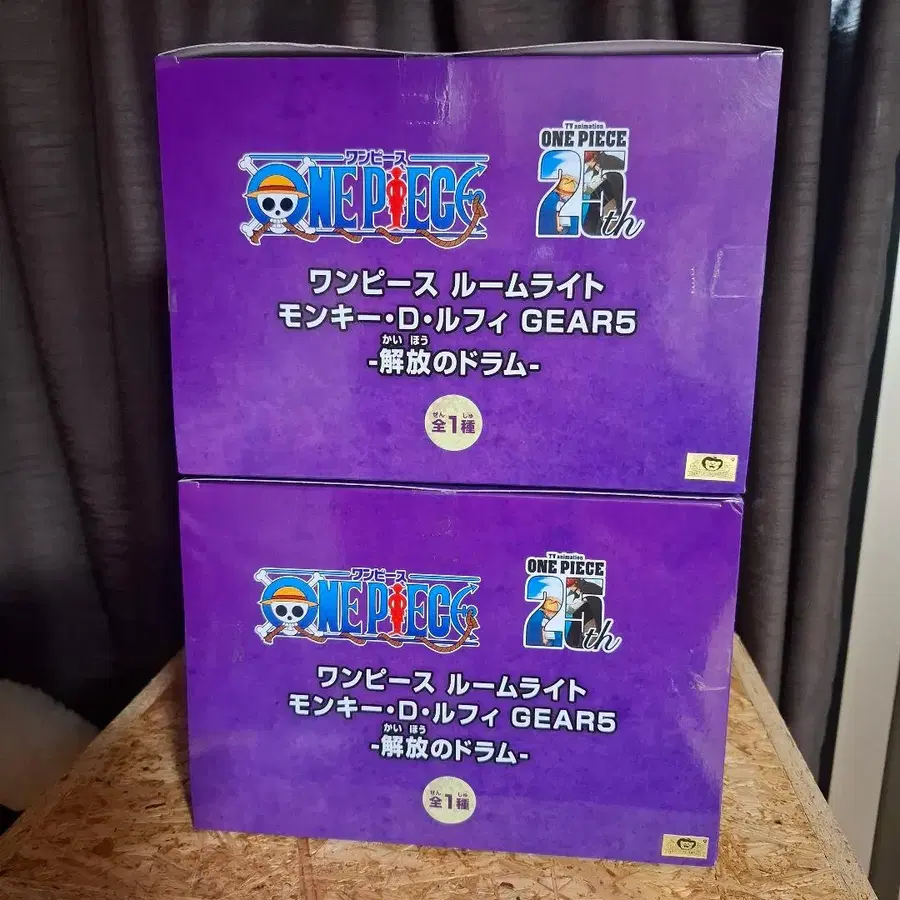 ワンピース
ONE PIECE
TV animation
ONE PIECE
25th
ワンピース ルームライト
モンキー・D・ルフィ GEAR5
かい ほう
-解放のドラム-
ぜん しゅ
全1種
ワンピース
ONE PIECE
TV animation
ONE PIECE
25th
ワンピース ルームライト
モンキー・D・ルフィ GEAR5
かい ほう
-解放のドラム-
ぜん しゅ
全1種